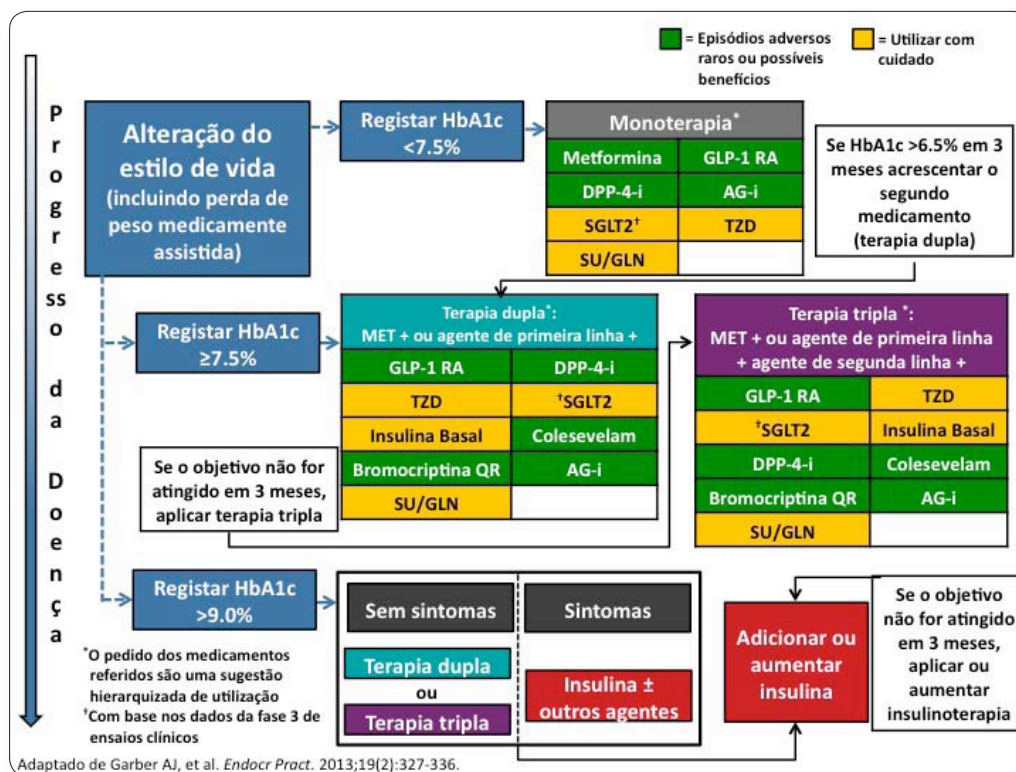 = Episódios adversos
raros ou possíveis
benefícios
= Utilizar com
cuidado
Progresso da Doença
Alteração do
estilo de vida
(incluindo perda de
peso medicamente
assistida)
Registar HbA1c
<7.5%
Monoterapia*
Metformina
GLP-1 RA
DPP-4-i
AG-i
SGLT2†
TZD
SU/GLN
Se HbA1c >6.5% em 3
meses acrescentar o
segundo
medicamento
(terapia dupla)
Registar HbA1c
≥7.5%
Terapia dupla*:
MET + ou agente de primeira linha +
GLP-1 RA
DPP-4-i
TZD
†SGLT2
Insulina Basal
Colesevelam
Bromocriptina QR
AG-i
SU/GLN
Terapia tripla *:
MET + ou agente de primeira linha
+ agente de segunda linha +
GLP-1 RA
TZD
†SGLT2
Insulina Basal
DPP-4-i
Colesevelam
Bromocriptina QR
AG-i
SU/GLN
Se o objetivo não for
atingido em 3 meses,
aplicar terapia tripla
Registar HbA1c
>9.0%
Sem sintomas
Sintomas
Terapia dupla
ou
Terapia tripla
Insulina ±
outros agentes
Adicionar ou
aumentar
insulina
Se o objetivo
não for atingido
em 3 meses,
aplicar ou
aumentar
insulinoterapia
*O pedido dos medicamentos
referidos são uma sugestão
hierarquizada de utilização
†Com base nos dados da fase 3 de
ensaios clínicos
Adaptado de Garber AJ, et al. Endocr Pract. 2013;19(2):327-336.